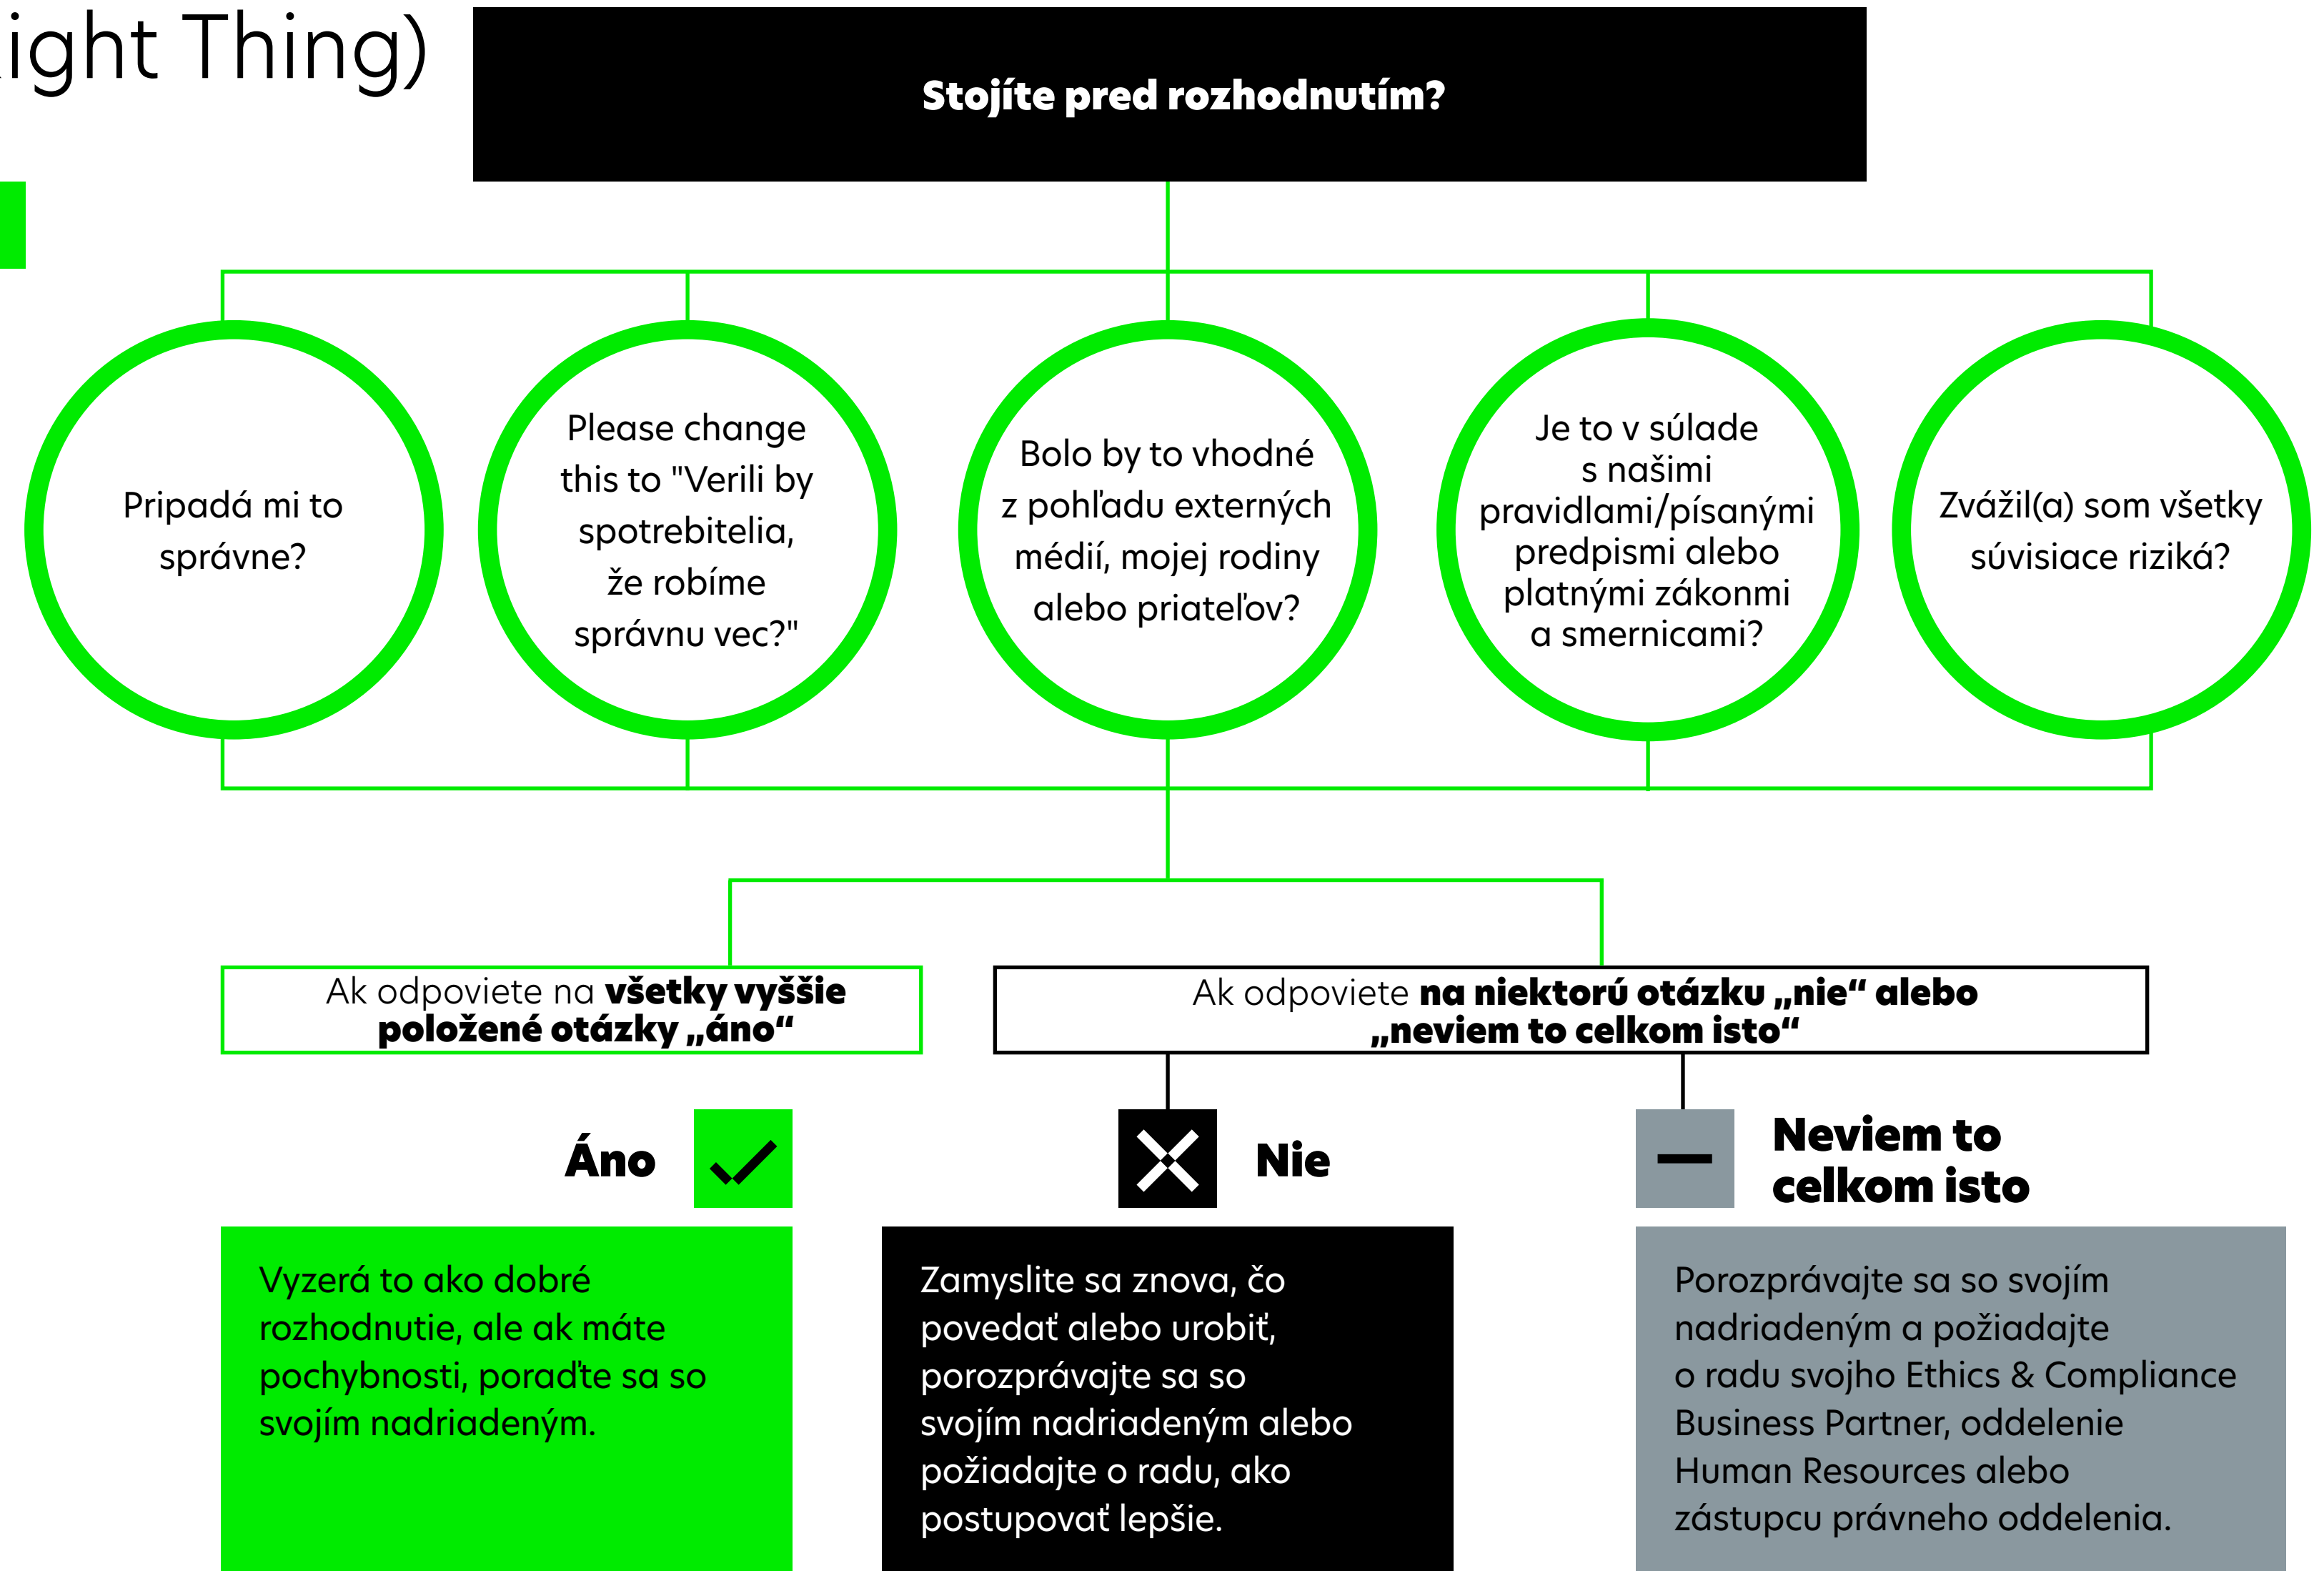 ight Thing)
Stojíte pred rozhodnutím?
Pripadá mi to
správne?
Please change
this to "Verili by
spotrebitelia,
že robíme
správnu vec?"
Bolo by to vhodné
z pohľadu externých
médií, mojej rodiny
alebo priateľov?
Je to v súlade
s našimi
pravidlami/písanými
predpismi alebo
platnými zákonmi
a smernicami?
Zvážil(a) som všetky
súvisiace riziká?
Ak odpoviete na všetky vyššie
položené otázky „áno“
Ak odpoviete na niektorú otázku „nie“ alebo
„neviem to celkom isto“
Áno
Nie
Neviem to
celkom isto
Vyzerá to ako dobré
rozhodnutie, ale ak máte
pochybnosti, poraďte sa so
svojím nadriadeným.
Zamyslite sa znova, čo
povedať alebo urobiť,
porozprávajte sa so
svojím nadriadeným alebo
požiadajte o radu, ako
postupovať lepšie.
Porozprávajte sa so svojím
nadriadeným a požiadajte
o radu svojho Ethics & Compliance
Business Partner, oddelenie
Human Resources alebo
zástupcu právneho oddelenia.